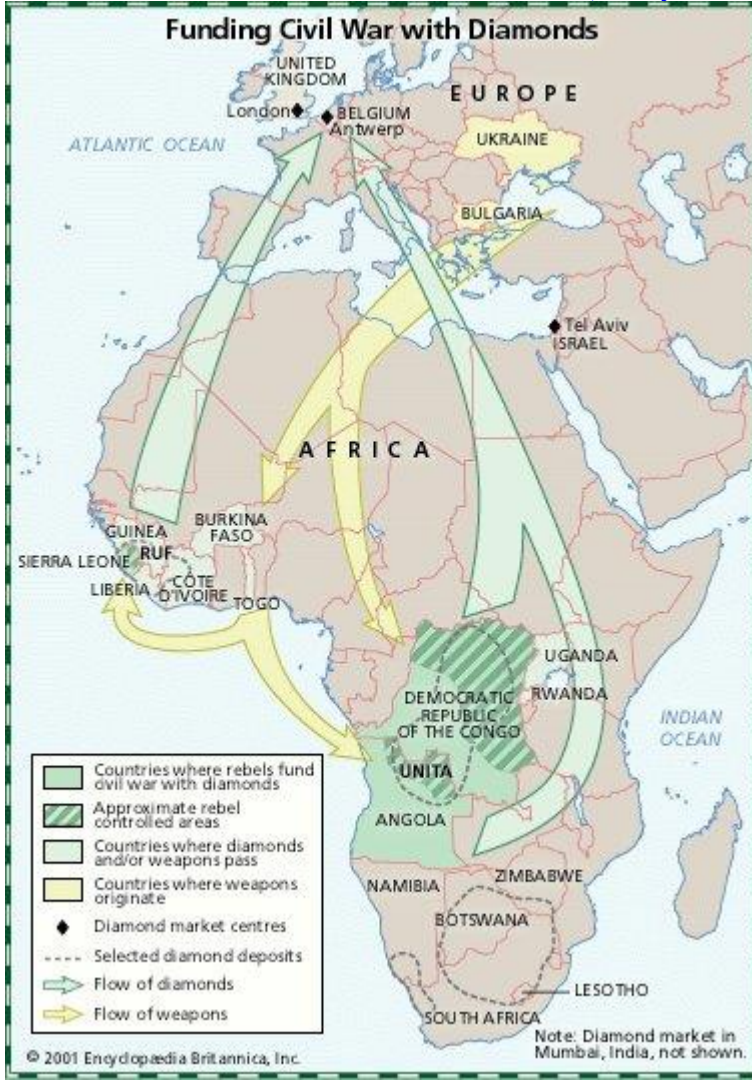 Funding Civil War with Diamonds
UNITED
KINGDOM
London
BELGIUM
Antwerp
EUROPE
ATLANTIC OCEAN
UKRAINE
BULGARIA
Tel Aviv
ISRAEL
AFRICA
GUINEA
BURKINA
FASO
RUF
SIERRA LEONE
LIBERIA
CÔTE
D'IVOIRE
TOGO
UGANDA
DEMOCRATIC
REPUBLIC
OF THE CONGO
RWANDA
INDIAN
OCEAN
UNITA
ANGOLA
NAMIBIA
ZIMBABWE
BOTSWANA
LESOTHO
SOUTH AFRICA
Countries where rebels fund
civil war with diamonds
Approximate rebel
controlled areas
Countries where diamonds
and/or weapons pass
Countries where weapons
originate
Diamond market centres
Selected diamond deposits
Flow of diamonds
Flow of weapons
Note: Diamond market in
Mumbai, India, not shown.
© 2001 Encyclopædia Britannica, Inc.